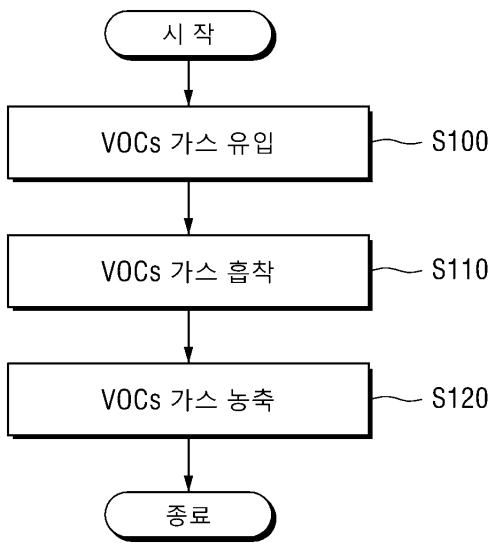 시 작
VOCs 가스 유입
S100
VOCs 가스 흡착
S110
VOCs 가스 농축
S120
종료